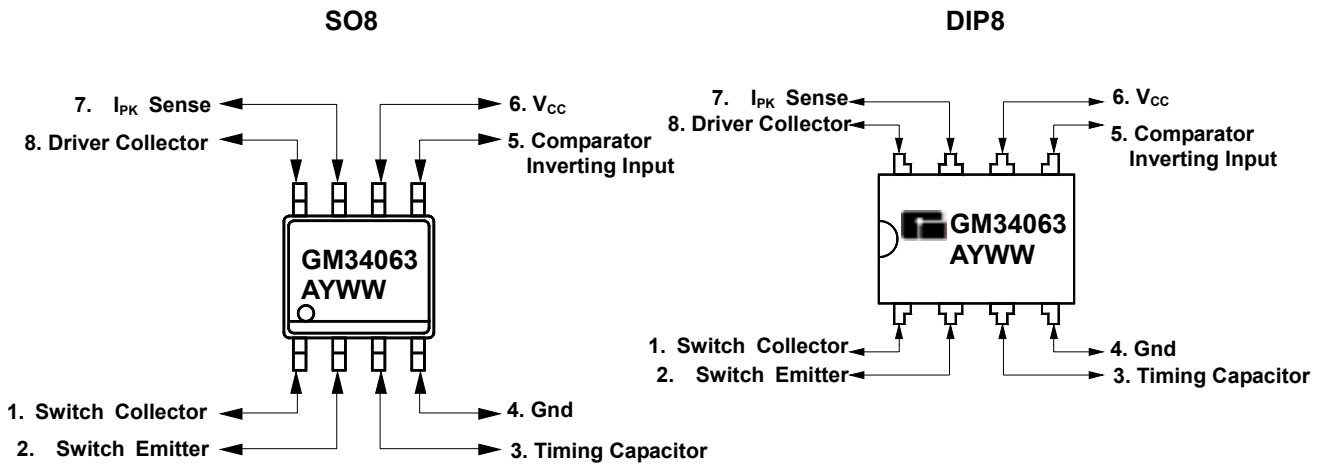 SO8
7. IPK Sense
8. Driver Collector
6. VCC
5. Comparator
Inverting Input
GM34063
AYWW
1. Switch Collector
2. Switch Emitter
4. Gnd
3. Timing Capacitor
DIP8
7. IPK Sense
8. Driver Collector
6. VCC
5. Comparator
Inverting Input
GM34063
AYWW
1. Switch Collector
2. Switch Emitter
4. Gnd
3. Timing Capacitor